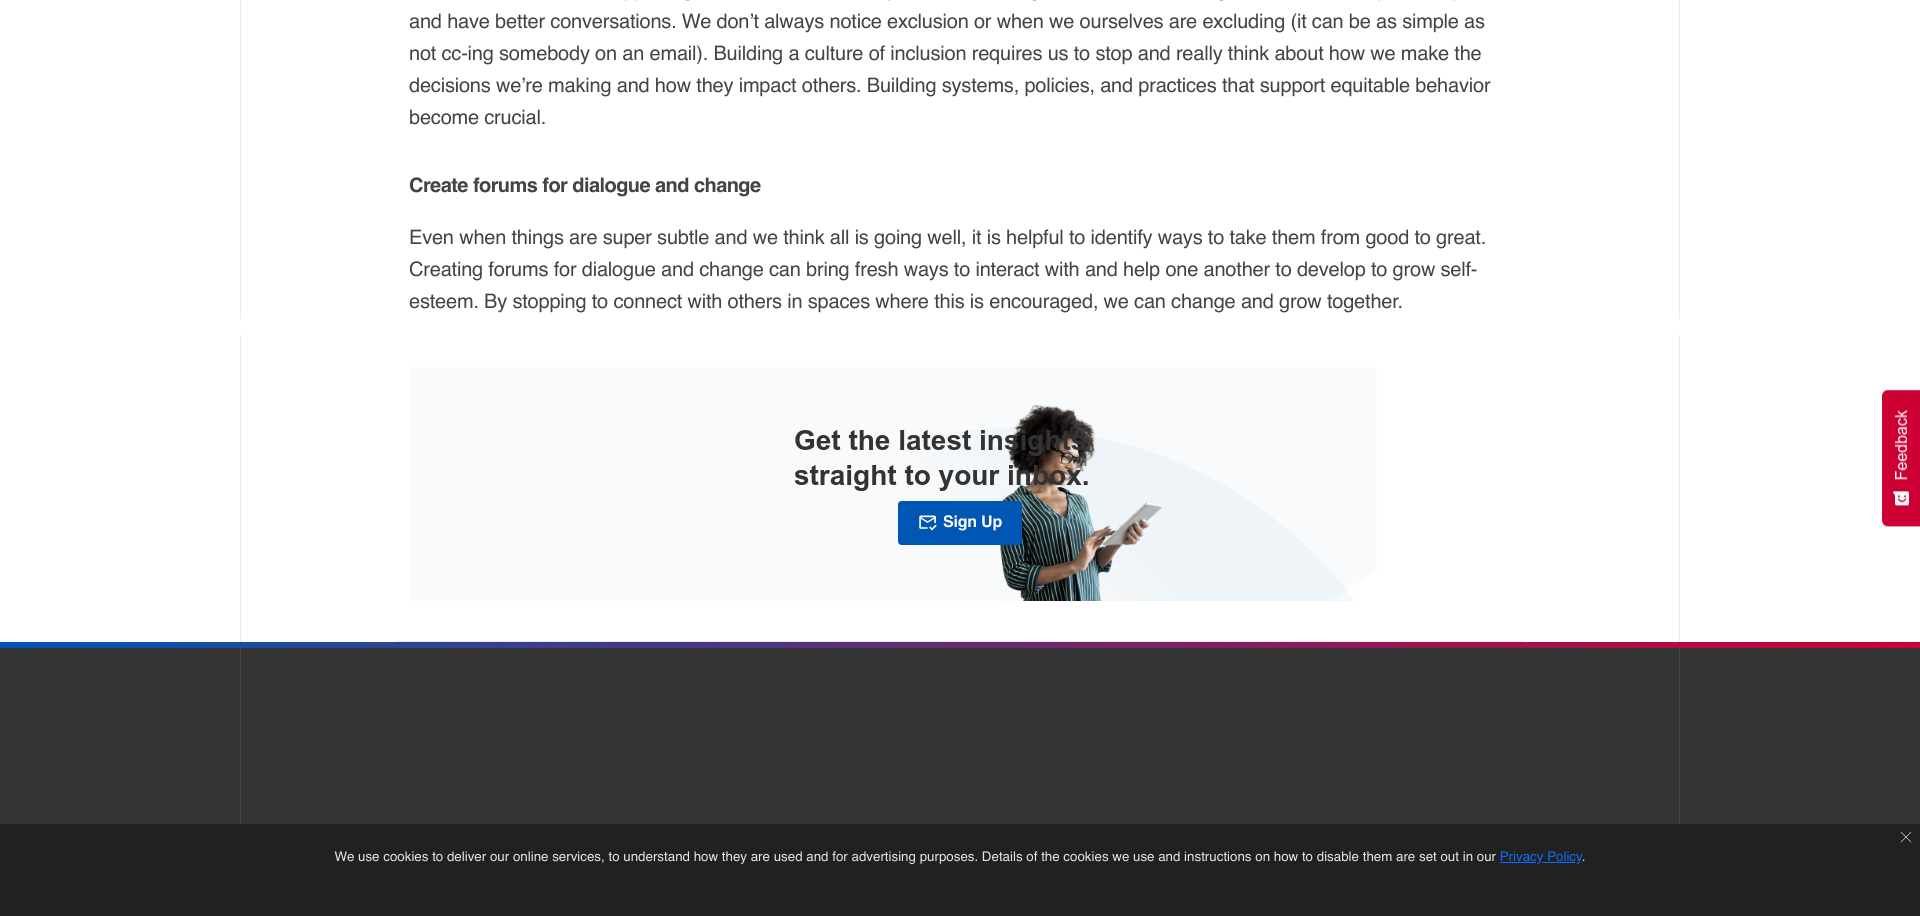 and have better conversations. We don’t always notice exclusion or when we ourselves are excluding (it can be as simple as
not cc-ing somebody on an email). Building a culture of inclusion requires us to stop and really think about how we make the
decisions we’re making and how they impact others. Building systems, policies, and practices that support equitable behavior
become crucial.
Create forums for dialogue and change
Even when things are super subtle and we think all is going well, it is helpful to identify ways to take them from good to great.
Creating forums for dialogue and change can bring fresh ways to interact with and help one another to develop to grow self-
esteem. By stopping to connect with others in spaces where this is encouraged, we can change and grow together.
Get the latest insights
straight to your inbox.
Sign Up
Feedback
We use cookies to deliver our online services, to understand how they are used and for advertising purposes. Details of the cookies we use and instructions on how to disable them are set out in our Privacy Policy.